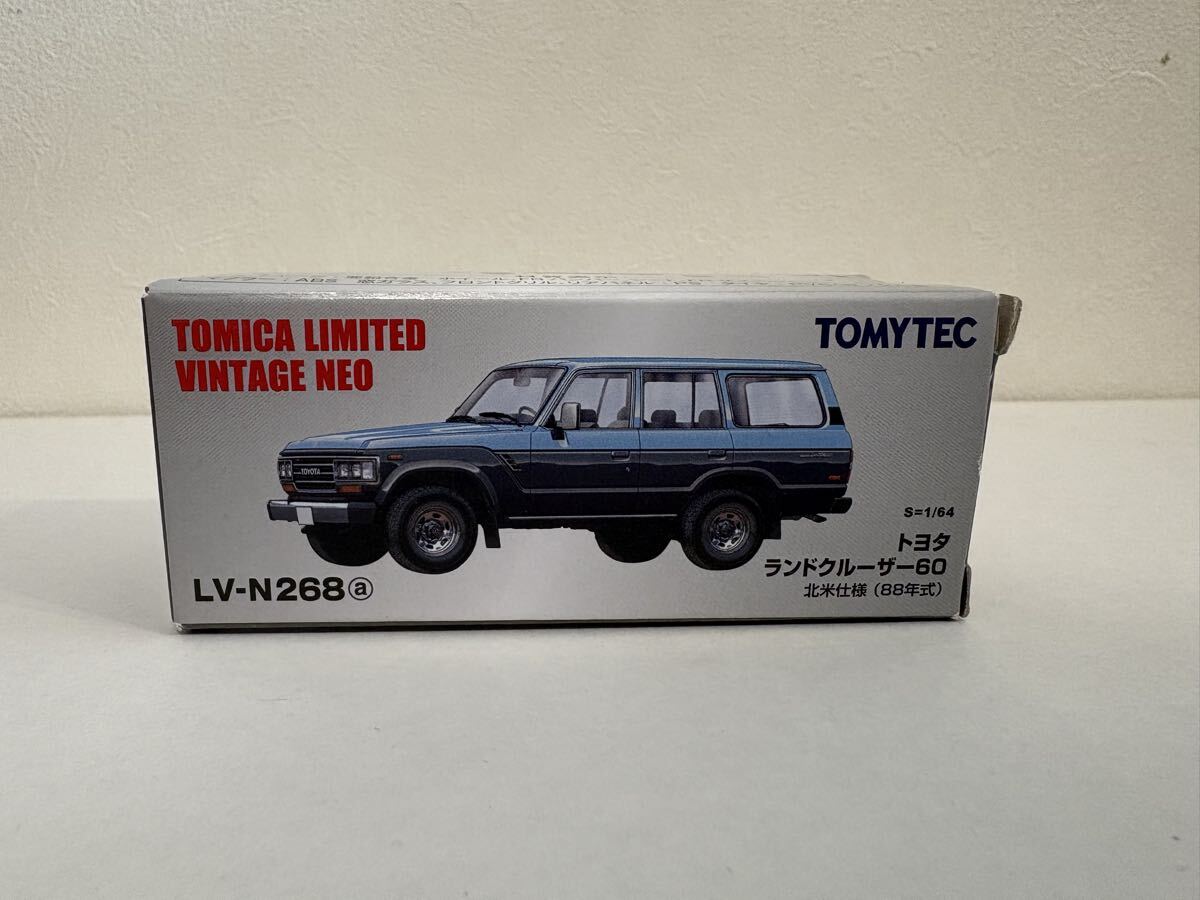 ABS
TOMICA LIMITED
VINTAGE NEO
TOMYTEC
TOYOTA
S=1/64
トヨタ
ランドクルーザー60
北米仕様（88年式）
LV-N268ⓐ